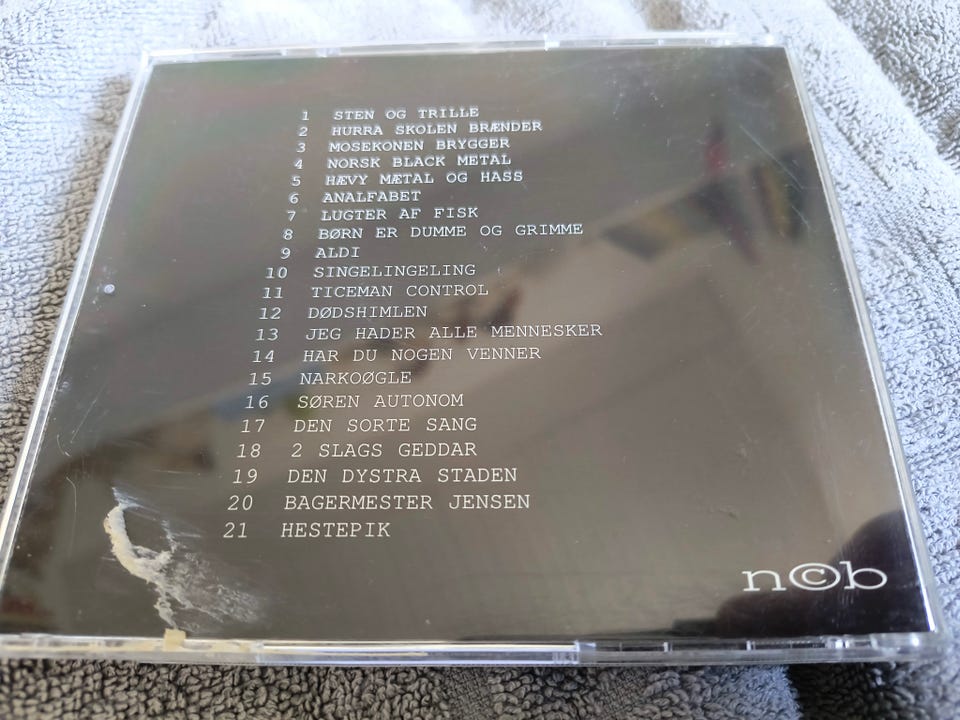 1 STEN OG TRILLE
2 HURRA SKOLEN BRÆNDER
3 MOSEKONEN BRYGGER
4 NORSK BLACK METAL
5 HÆVY MÆTAL OG HASS
6 ANALFABET
7 LUGTER AF FISK
8 BØRN ER DUMME OG GRIMME
9 ALDI
10 SINGELINGELING
11 TICEMAN CONTROL
12 DØDSHIMLEN
13 JEG HADER ALLE MENNESKER
14 HAR DU NOGEN VENNER
15 NARKOØGLE
16 SØREN AUTONOM
17 DEN SORTE SANG
18 2 SLAGS GEDDAR
19 DEN DYSTRA STADEN
20 BAGERMESTER JENSEN
21 HESTEPIK
n©b